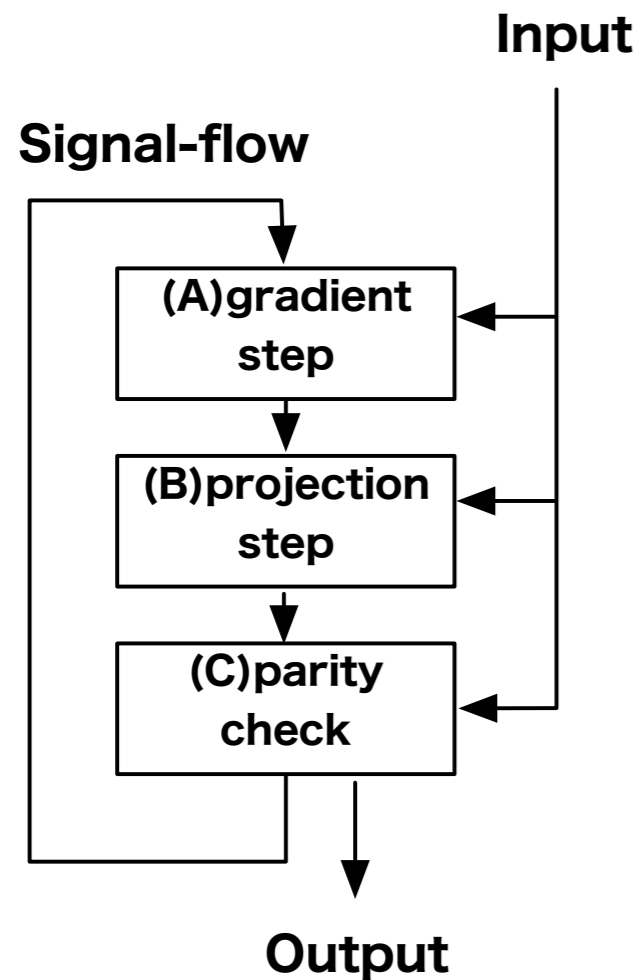 Input
Signal-flow
(A)gradient
step
(B)projection
step
(C)parity
check
Output